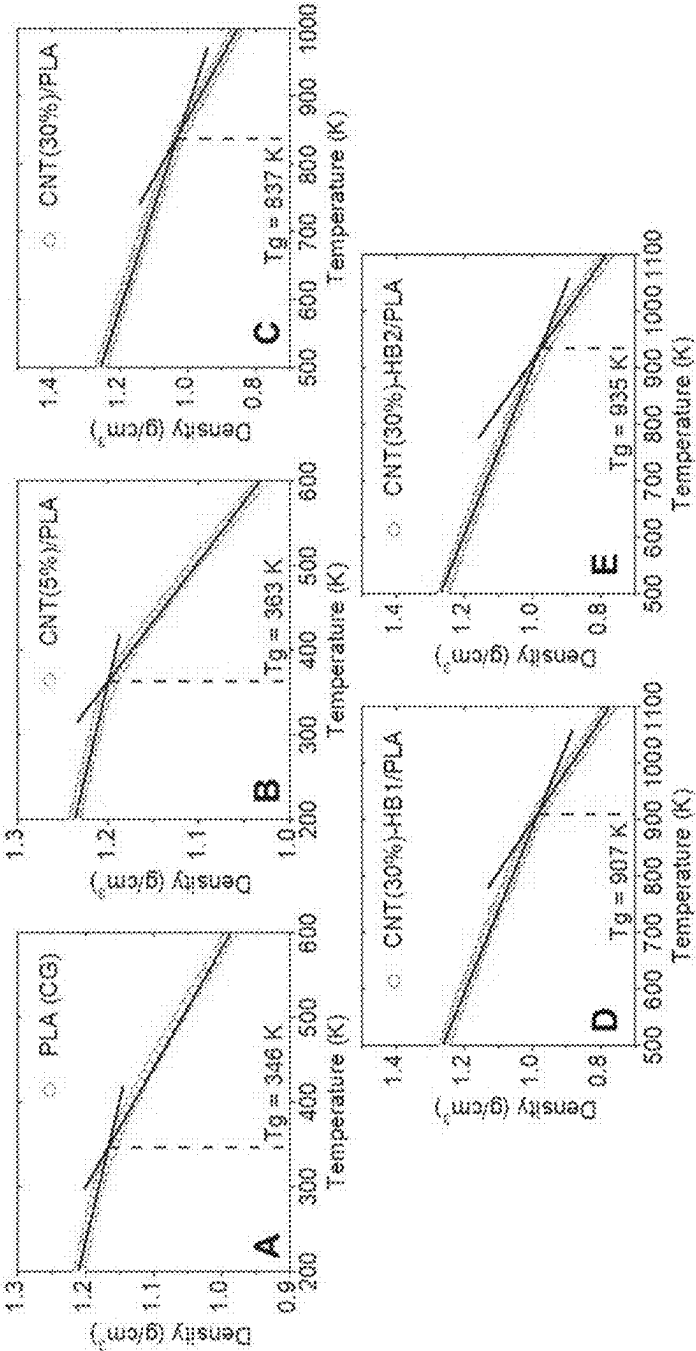 1.3
1.2
1.1
1.0
0.9
Density (g/cm³)
PLA (CG)
Tg = 346 K
A
200 300 400 500 600
Temperature (K)
1.3
1.2
1.1
1.0
Density (g/cm³)
CNT(5%)/PLA
Tg = 363 K
B
200 300 400 500 600
Temperature (K)
1.4
1.2
1.0
0.8
Density (g/cm³)
CNT(30%)/PLA
Tg = 837 K
C
500 600 700 800 900 1000
Temperature (K)
1.4
1.2
1.0
0.8
Density (g/cm³)
CNT(30%)-HB1/PLA
Tg = 907 K
D
500 600 700 800 900 1000 1100
Temperature (K)
1.4
1.2
1.0
0.8
Density (g/cm³)
CNT(30%)-HB2/PLA
Tg = 935 K
E
500 600 700 800 900 1000 1100
Temperature (K)